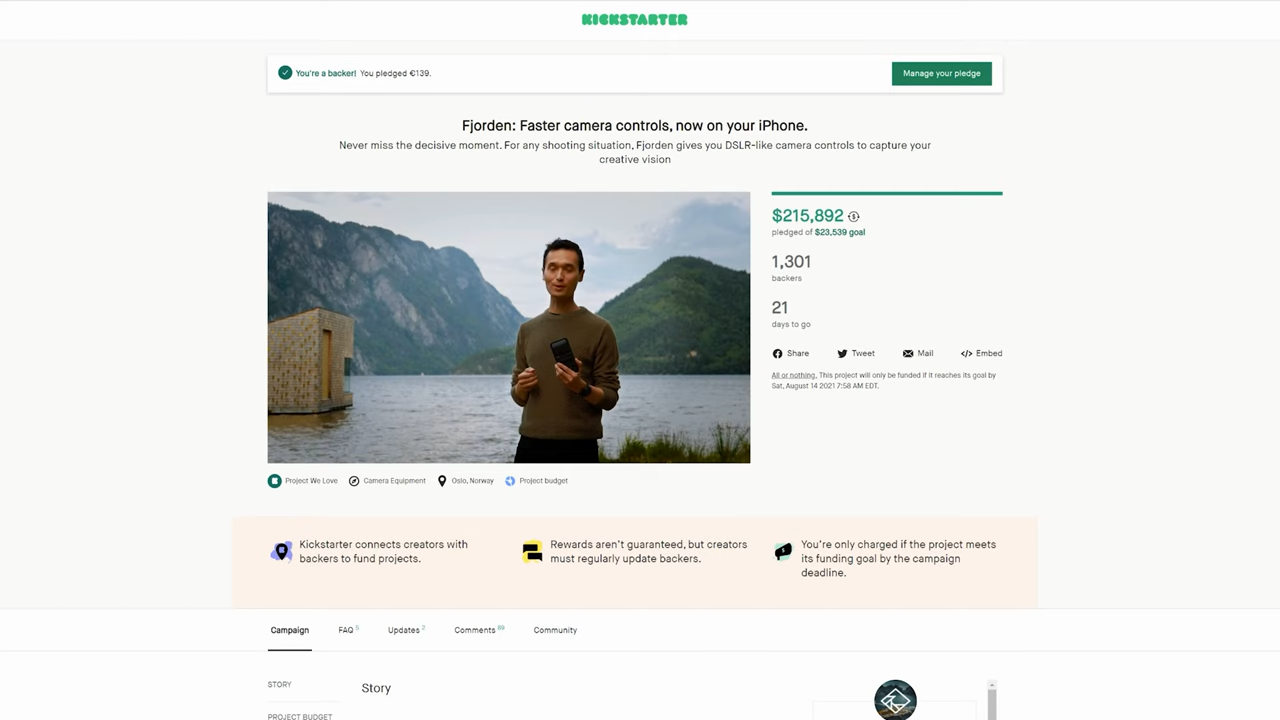 KICKSTARTER
You're a backer! You pledged €139.
Manage your pledge
Fjorden: Faster camera controls, now on your iPhone.
Never miss the decisive moment. For any shooting situation, Fjorden gives you DSLR-like camera controls to capture your
creative vision
$215,892
pledged of $23,539 goal
1,301
backers
21
days to go
Share
Tweet
Mail
Embed
All or nothing. This project will only be funded if it reaches its goal by
Sat, August 14 2021 7:58 AM EDT.
Project We Love
Camera Equipment
Oslo, Norway
Project budget
Kickstarter connects creators with
backers to fund projects.
Rewards aren't guaranteed, but creators
must regularly update backers.
You're only charged if the project meets
its funding goal by the campaign
deadline.
Campaign
FAQ 5
Updates 2
Comments 89
Community
STORY
PROJECT BUDGET
Story